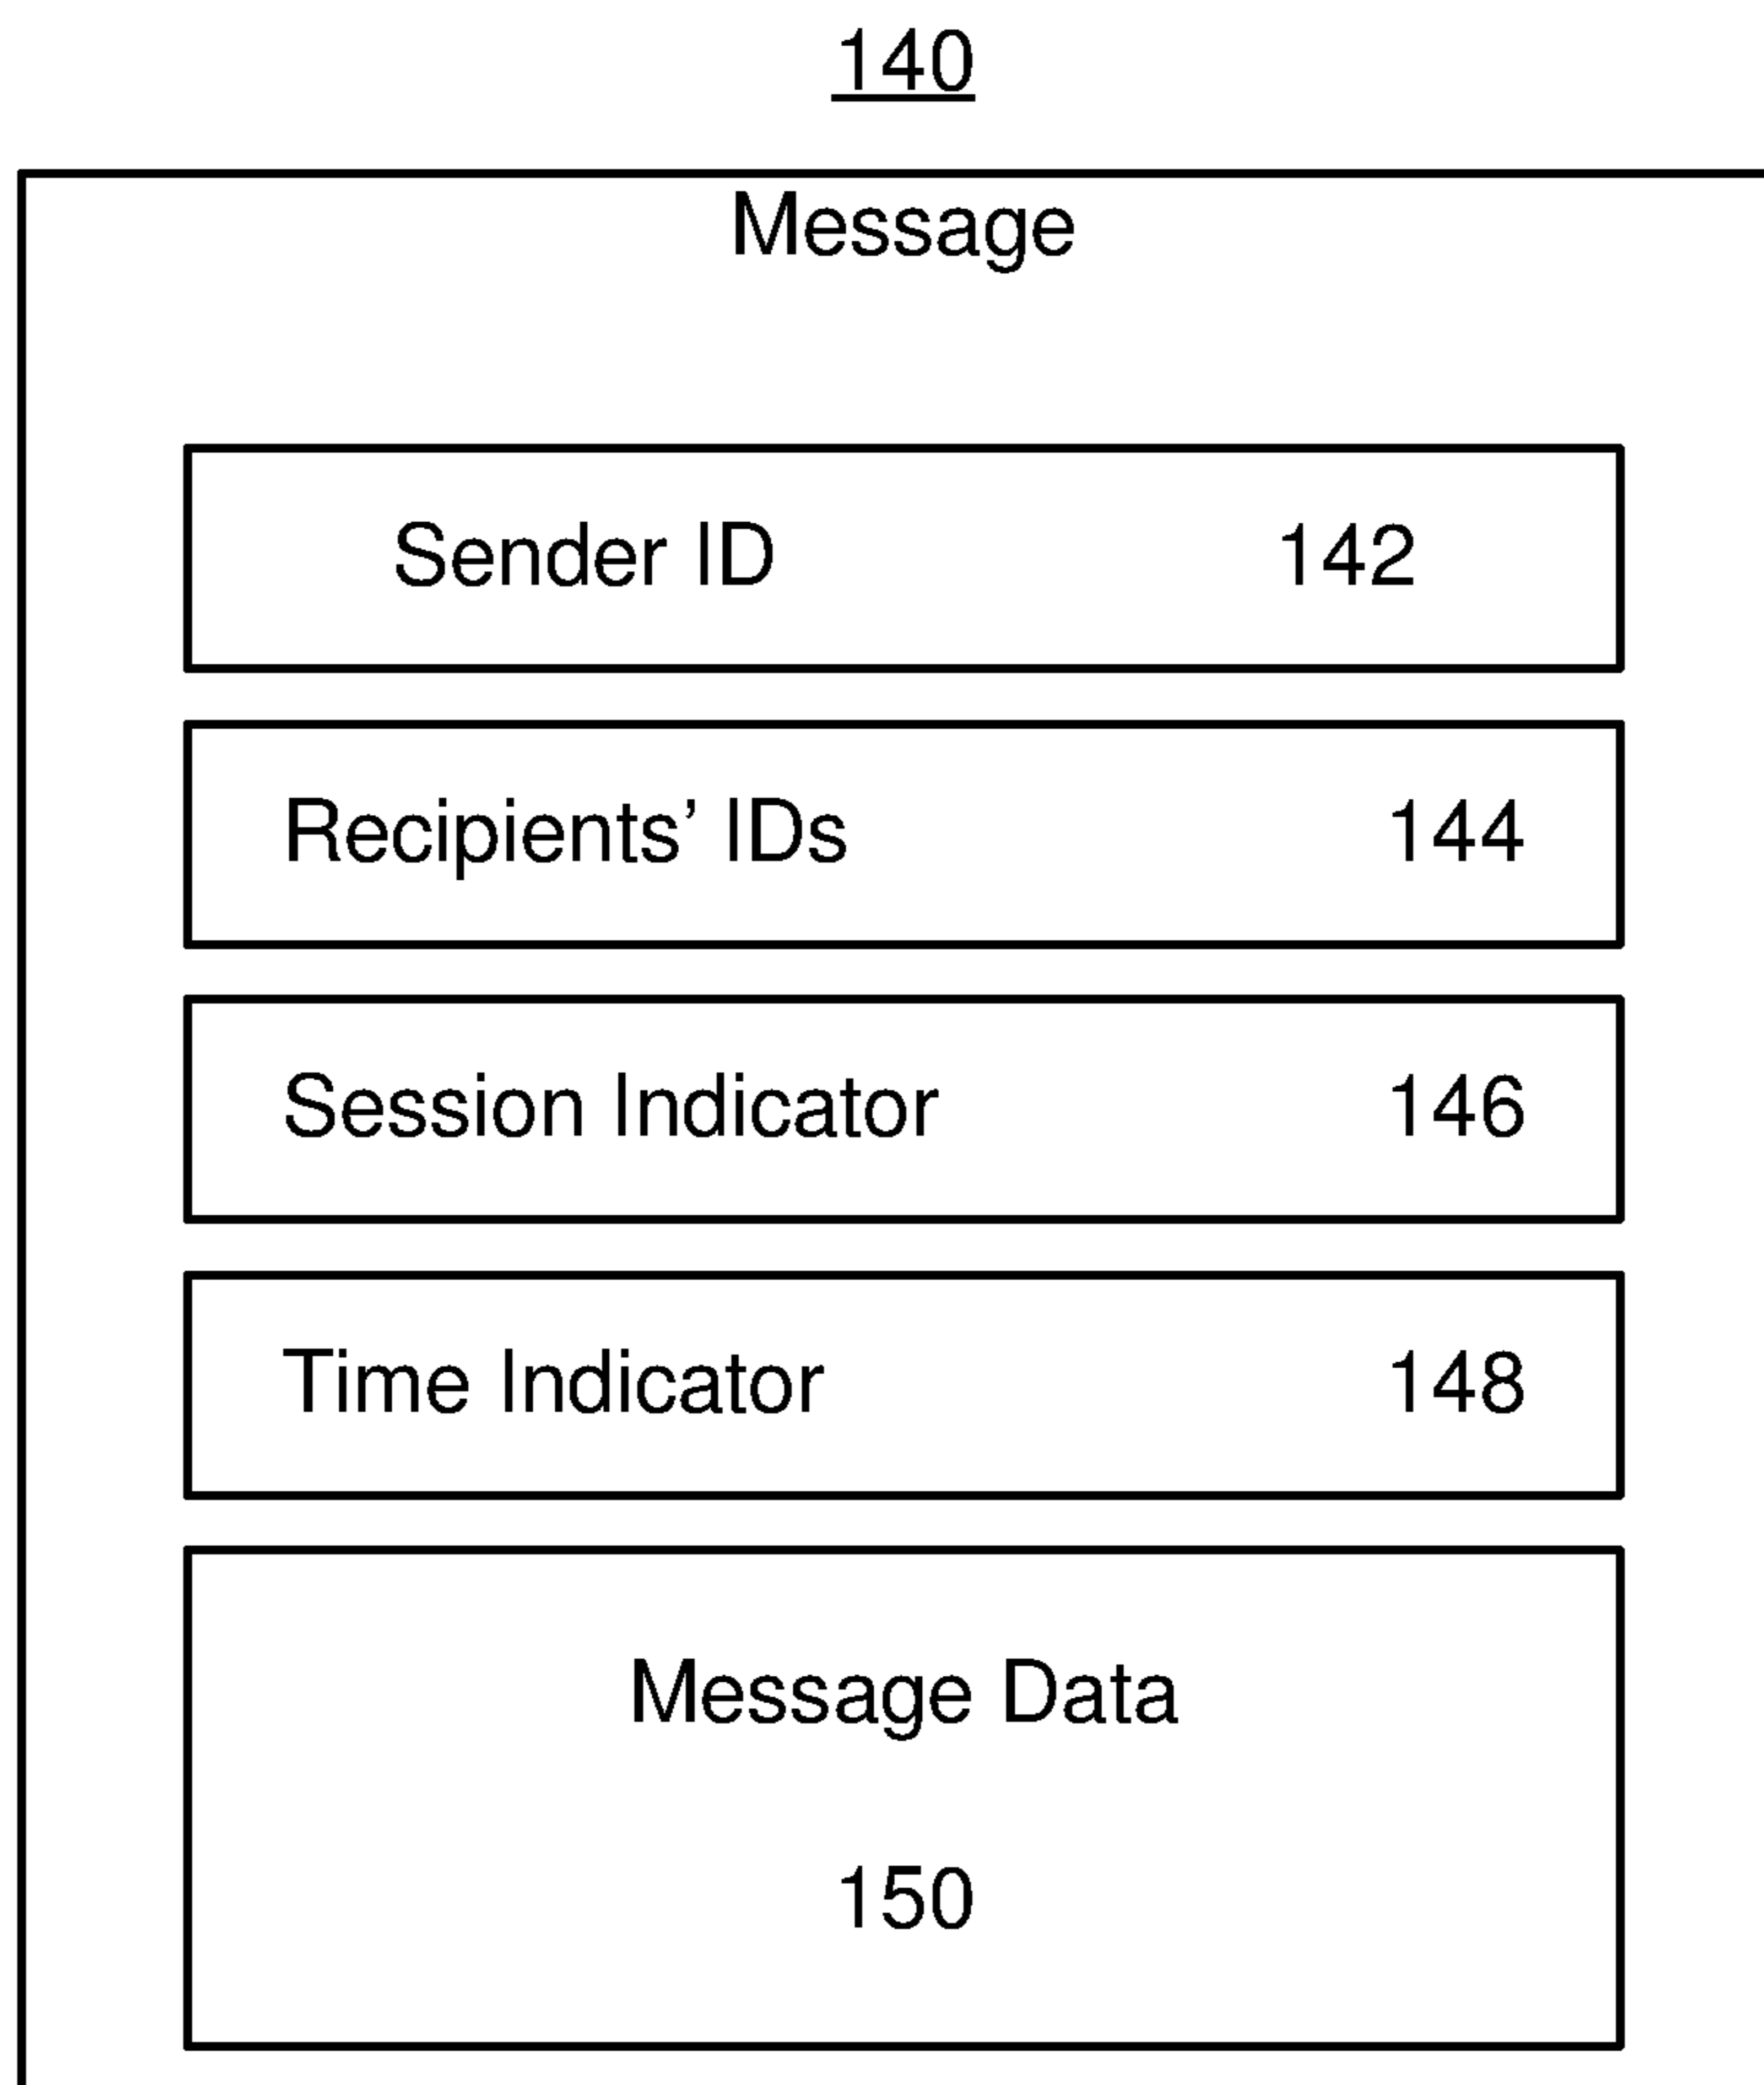 140
Message
Sender ID 142
Recipients’ IDs 144
Session Indicator 146
Time Indicator 148
Message Data
150